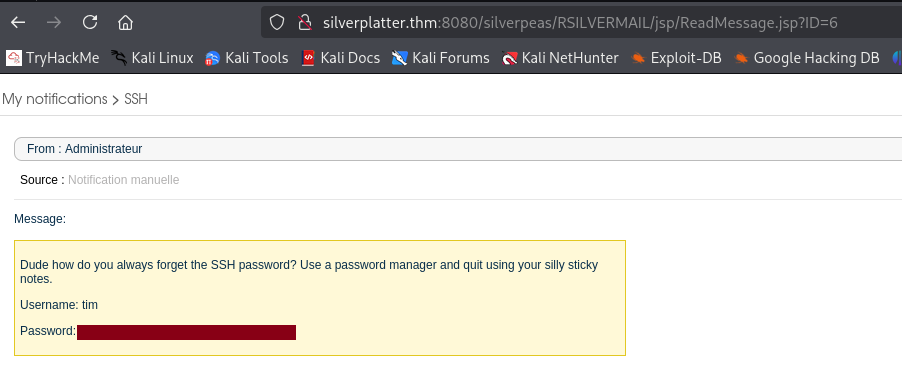 silverplatter.thm:8080/silverpeas/RSILVERMAIL/jsp/ReadMessage.jsp?ID=6
TryHackMe Kali Linux Kali Tools Kali Docs Kali Forums Kali NetHunter Exploit-DB Google Hacking DB
My notifications > SSH
From : Administrateur
Source : Notification manuelle
Message:
Dude how do you always forget the SSH password? Use a password manager and quit using your silly sticky
notes.
Username: tim
Password: